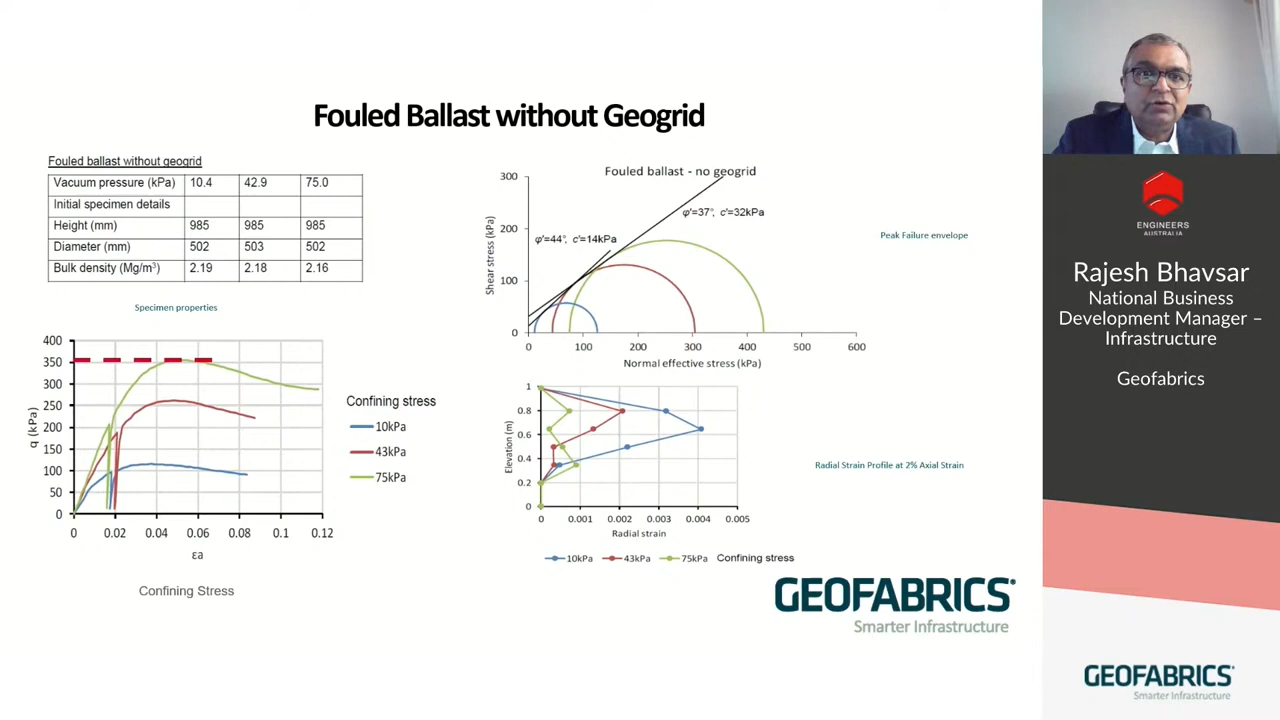 Fouled Ballast without Geogrid
Fouled ballast without geogrid
Vacuum pressure (kPa) 10.4 42.9 75.0
Initial specimen details
Height (mm) 985 985 985
Diameter (mm) 502 503 502
Bulk density (Mg/m³) 2.19 2.18 2.16
Specimen properties
400
350
300
250
200
150
100
50
0
q (kPa)
0 0.02 0.04 0.06 0.08 0.1 0.12
εa
Confining stress
10kPa
43kPa
75kPa
Confining Stress
Fouled ballast - no geogrid
φ'=37°, c'=32kPa
φ'=44°, c'=14kPa
300
200
100
0
Shear stress (kPa)
0 100 200 300 400 500 600
Normal effective stress (kPa)
Peak Failure envelope
1
0.8
0.6
0.4
0.2
0
Elevation (m)
0 0.001 0.002 0.003 0.004 0.005
Radial strain
10kPa 43kPa 75kPa Confining stress
Radial Strain Profile at 2% Axial Strain
GEOFABRICS®
Smarter Infrastructure
ENGINEERS
AUSTRALIA
Rajesh Bhavsar
National Business
Development Manager –
Infrastructure
Geofabrics
GEOFABRICS®
Smarter Infrastructure